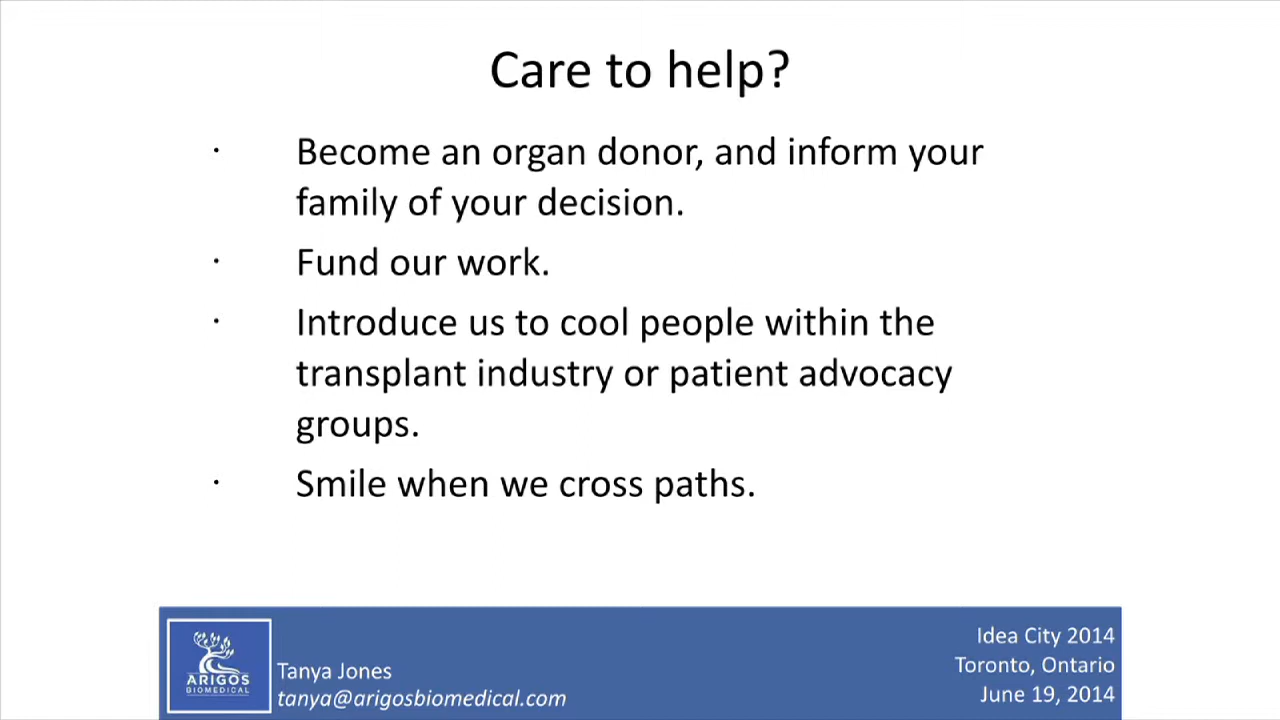 Care to help?
· Become an organ donor, and inform your
family of your decision.
· Fund our work.
· Introduce us to cool people within the
transplant industry or patient advocacy
groups.
· Smile when we cross paths.
ARIGOS
BIOMEDICAL
Tanya Jones
tanya@arigosbiomedical.com
Idea City 2014
Toronto, Ontario
June 19, 2014